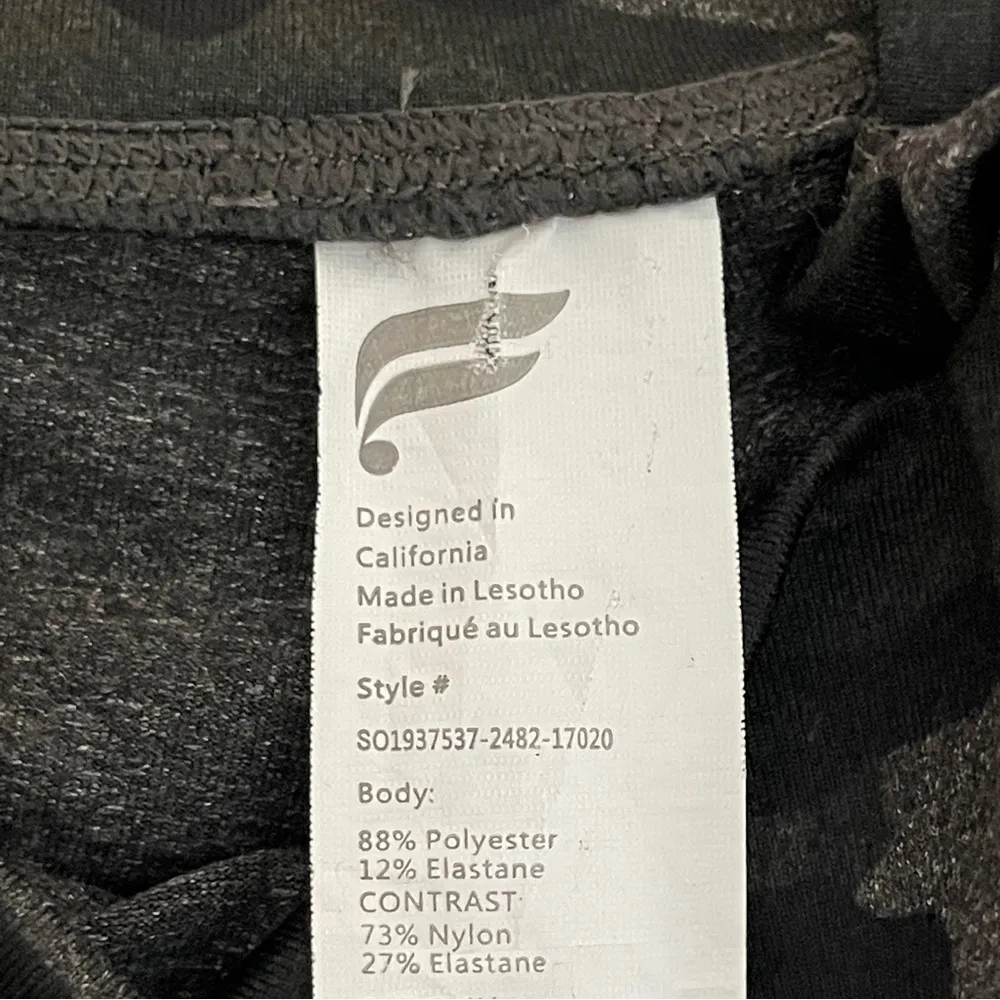 Designed in
California
Made in Lesotho
Fabriqué au Lesotho
Style #
SO1937537-2482-17020
Body:
88% Polyester
12% Elastane
CONTRAST
73% Nylon
27% Elastane